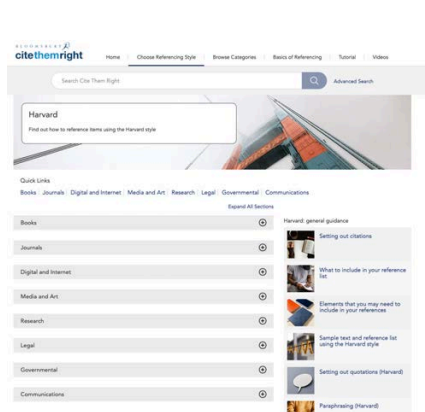 BLOOMSBURY
citethemright
Home Choose Referencing Style Browse Categories Basics of Referencing Tutorial Videos
Search Cite Them Right
Advanced Search
Harvard
Find out how to reference items using the Harvard style
Quick Links
Books Journals Digital and Internet Media and Art Research Legal Governmental Communications
Expand All Sections
Books
Harvard: general guidance
Setting out citations
Journals
What to include in your reference
list
Digital and Internet
Media and Art
Elements that you may need to
include in your references
Research
Sample text and reference list
using the Harvard style
Legal
Governmental
Setting out quotations (Harvard)
Communications
Paraphrasing (Harvard)